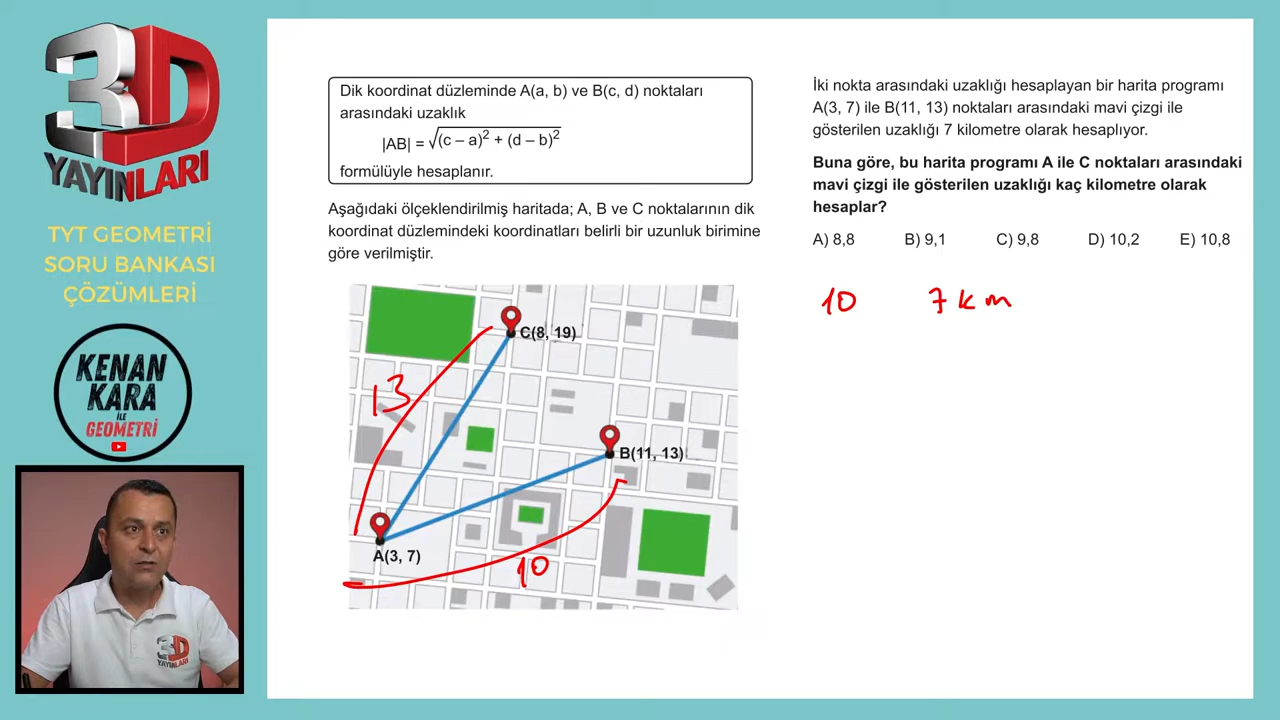 3D
YAYINLARI
TYT GEOMETRİ
SORU BANKASI
ÇÖZÜMLERİ
KENAN
KARA
İLE
GEOMETRİ
3D
YAYINLARI
Dik koordinat düzleminde A(a, b) ve B(c, d) noktaları
arasındaki uzaklık
|AB| = √(c – a)² + (d – b)²
formülüyle hesaplanır.
Aşağıdaki ölçeklendirilmiş haritada; A, B ve C noktalarının dik
koordinat düzlemindeki koordinatları belirli bir uzunluk birimine
göre verilmiştir.
C(8, 19)
13
B(11, 13)
A(3, 7)
10
İki nokta arasındaki uzaklığı hesaplayan bir harita programı
A(3, 7) ile B(11, 13) noktaları arasındaki mavi çizgi ile
gösterilen uzaklığı 7 kilometre olarak hesaplıyor.
Buna göre, bu harita programı A ile C noktaları arasındaki
mavi çizgi ile gösterilen uzaklığı kaç kilometre olarak
hesaplar?
A) 8,8 B) 9,1 C) 9,8 D) 10,2 E) 10,8
10 7 km